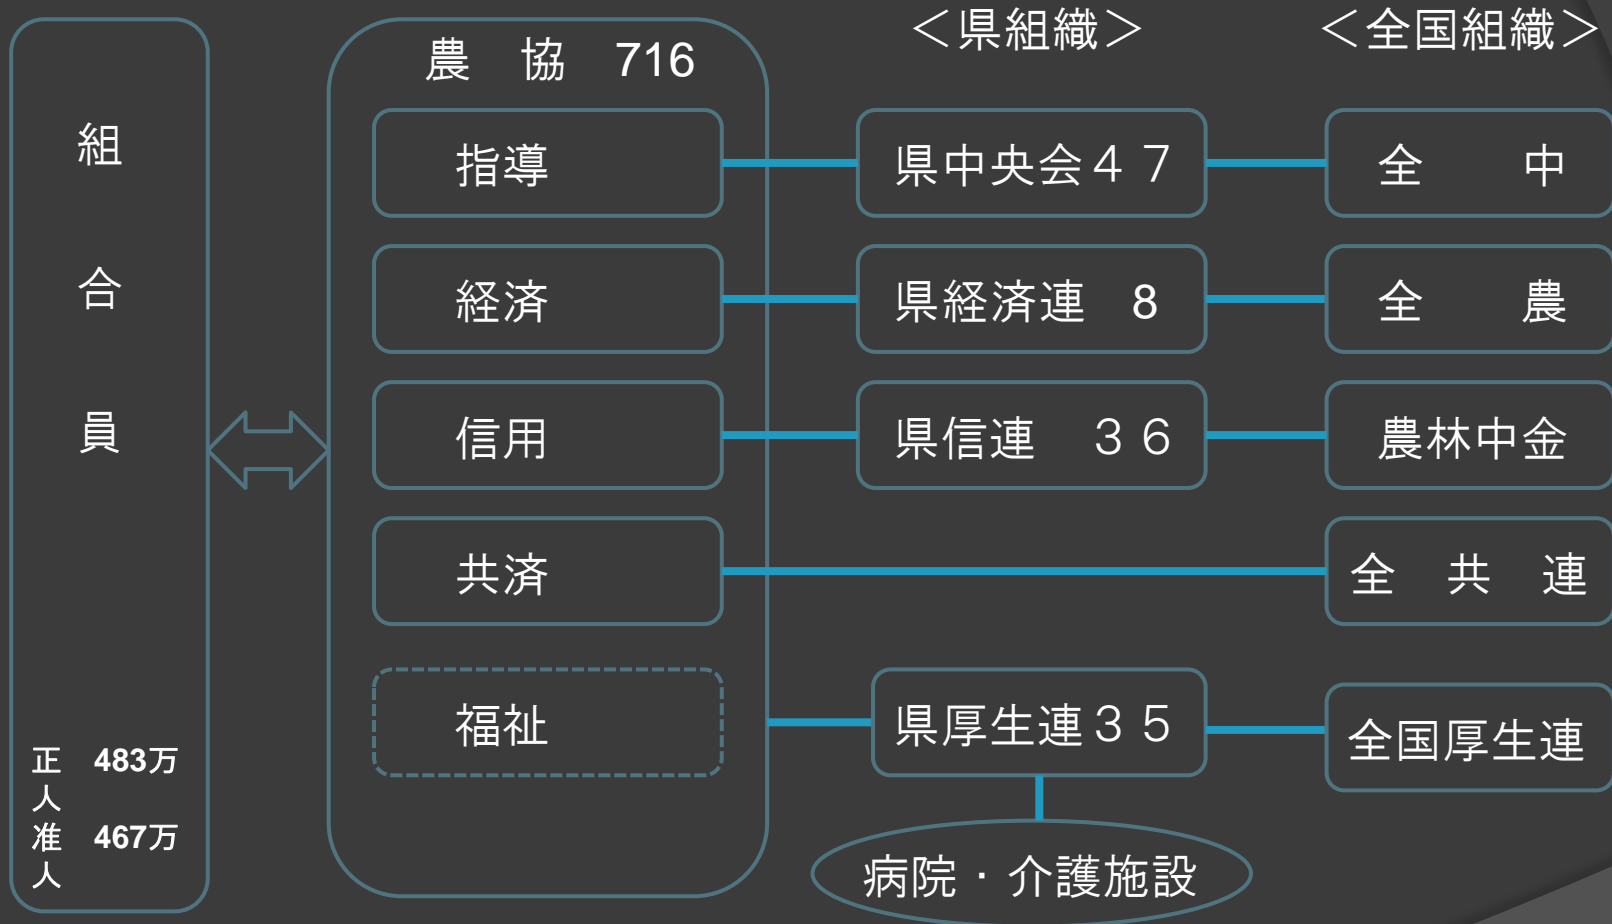 ＜県組織＞
＜全国組織＞
組
合
員
正　483万
人
准　467万
人
農　協　716
指導
県中央会４７
全　　中
経済
県経済連　8
全　　農
信用
県信連　３６
農林中金
共済
全　共　連
福祉
県厚生連３５
全国厚生連
病院・介護施設